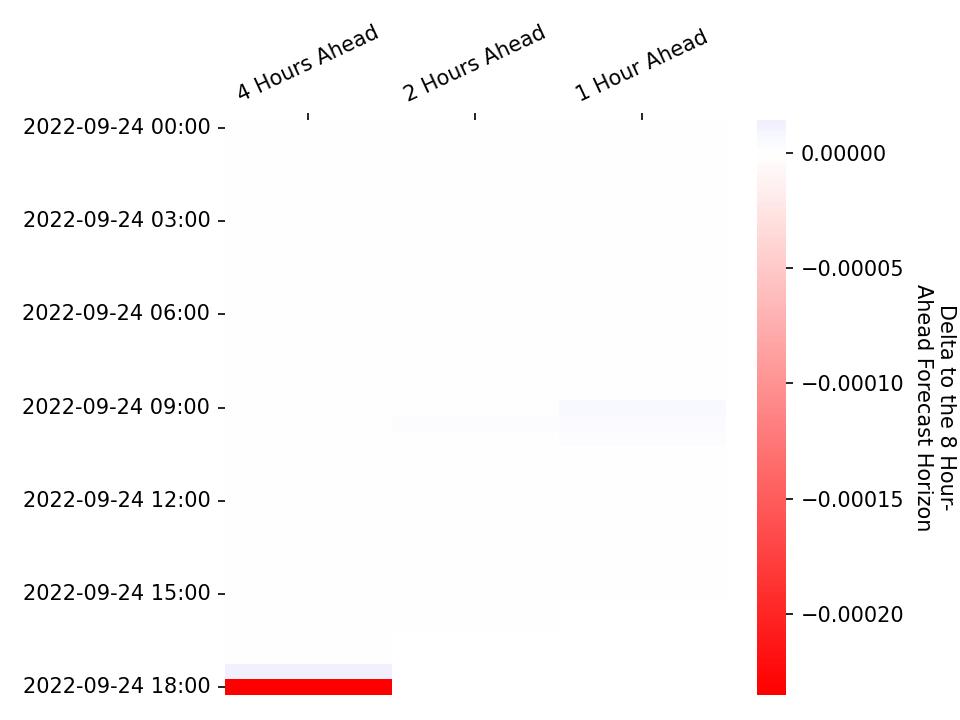 4 Hours Ahead
2 Hours Ahead
1 Hour Ahead
2022-09-24 00:00
2022-09-24 03:00
2022-09-24 06:00
2022-09-24 09:00
2022-09-24 12:00
2022-09-24 15:00
2022-09-24 18:00
0.00000
−0.00005
−0.00010
−0.00015
−0.00020
Delta to the 8 Hour-
Ahead Forecast Horizon